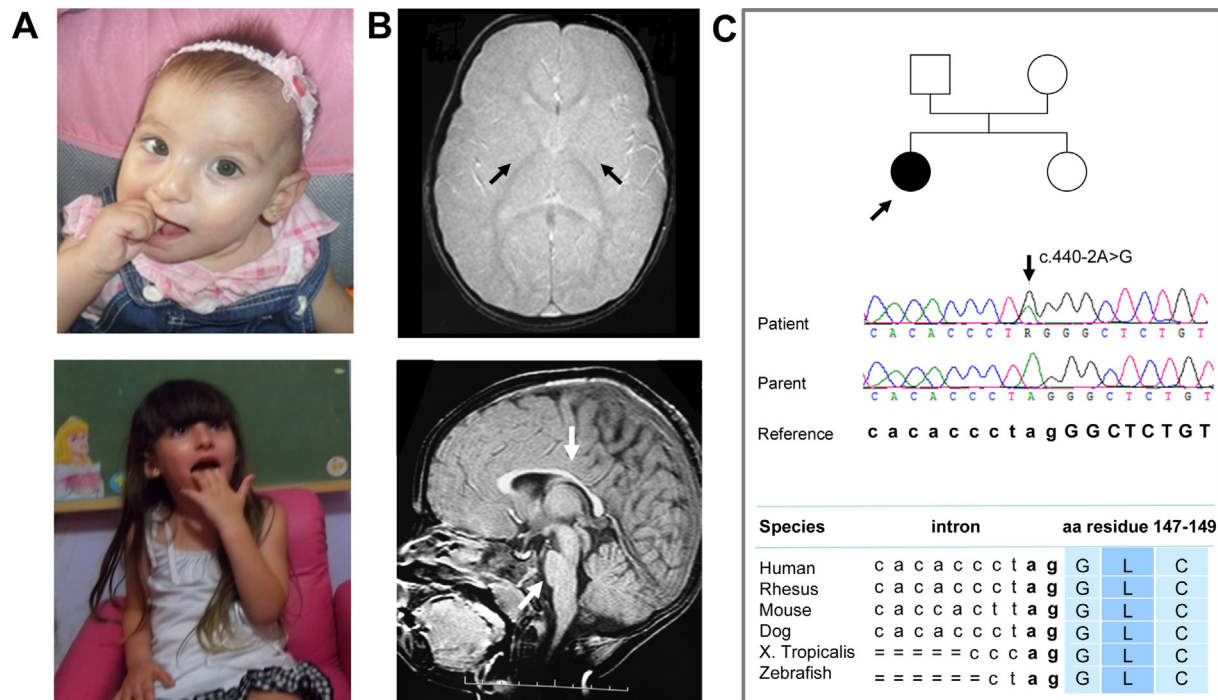 A
B
C
c.440-2A>G
Patient
C A C A C C C T R G G G C T C T G T
Parent
C A C A C C C T A G G G C T C T G T
Reference c a c a c c c t a g G G C T C T G T
Species intron aa residue 147-149
Human c a c a c c c t a g G L C
Rhesus c a c a c c c t a g G L C
Mouse c a c c a c t t a g G L C
Dog c a c a c c c t a g G L C
X. Tropicalis = = = = = c c c a g G L C
Zebrafish = = = = = = c t a g G L C